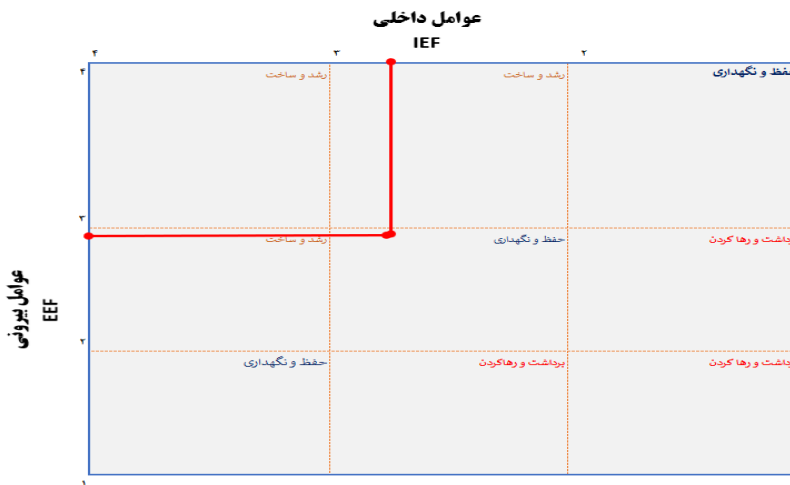 عوامل داخلی
IEF
۴ ۳ ۲
۴
رشد و ساخت
رشد و ساخت
حفظ و نگهداری
۳
رشد و ساخت
حفظ و نگهداری
برداشت و رها کردن
عوامل بیرونی
EEF
۲
حفظ و نگهداری
برداشت و رهاکردن
برداشت و رها کردن
۱